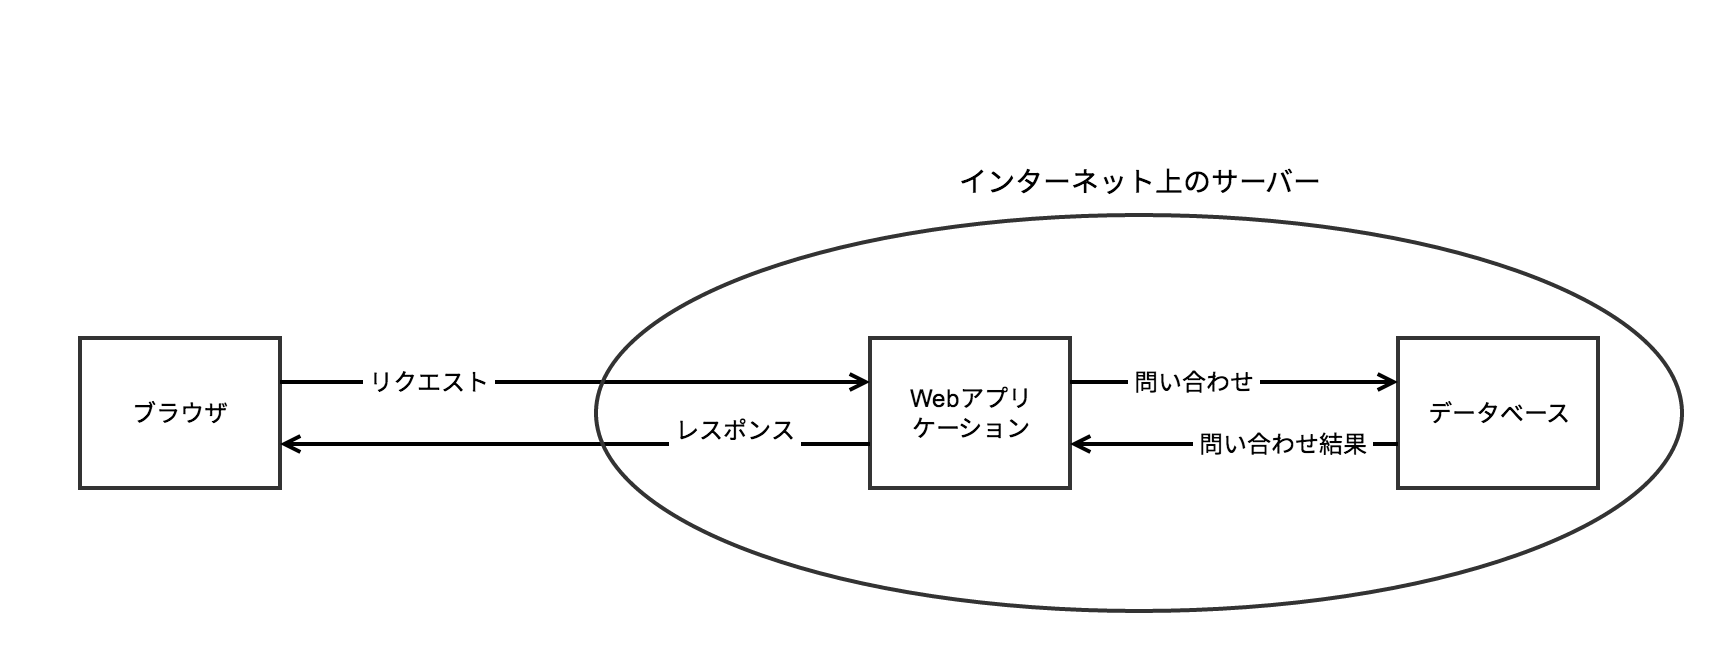 インターネット上のサーバー
ブラウザ
リクエスト
レスポンス
Webアプリ
ケーション
問い合わせ
問い合わせ結果
データベース